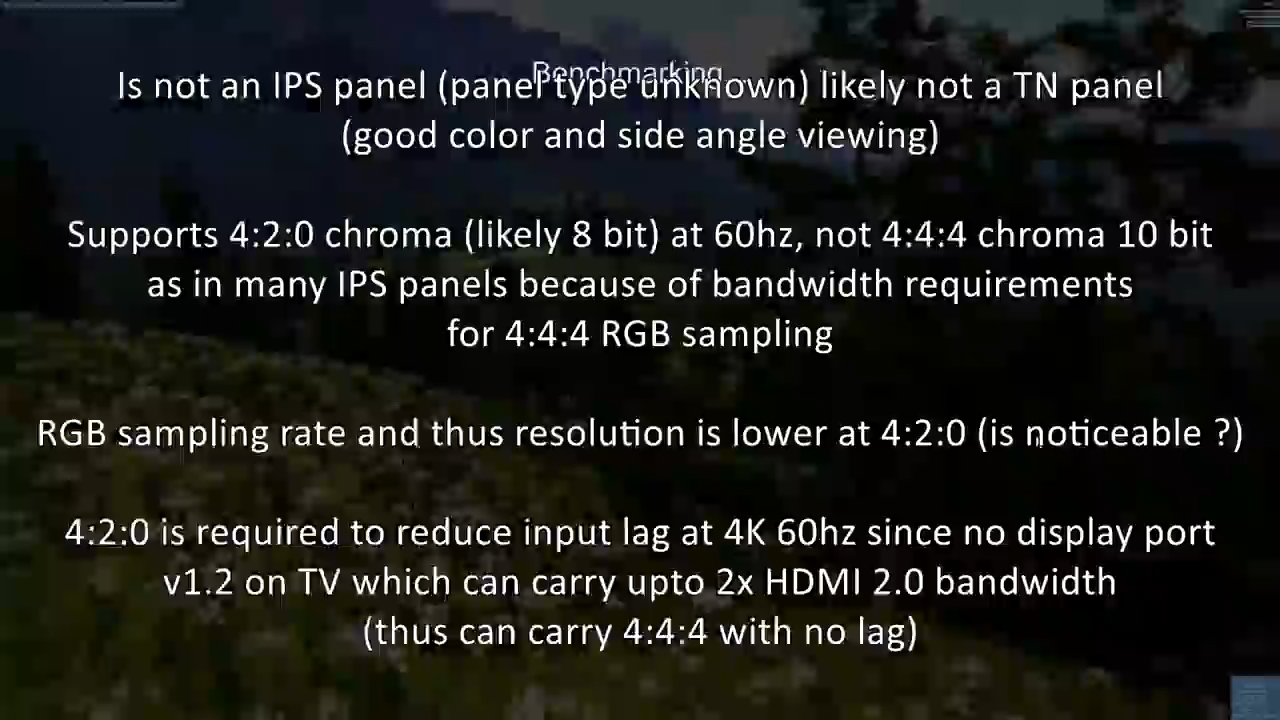 Benchmarking
Is not an IPS panel (panel type unknown) likely not a TN panel
(good color and side angle viewing)
Supports 4:2:0 chroma (likely 8 bit) at 60hz, not 4:4:4 chroma 10 bit
as in many IPS panels because of bandwidth requirements
for 4:4:4 RGB sampling
RGB sampling rate and thus resolution is lower at 4:2:0 (is noticeable ?)
4:2:0 is required to reduce input lag at 4K 60hz since no display port
v1.2 on TV which can carry upto 2x HDMI 2.0 bandwidth
(thus can carry 4:4:4 with no lag)